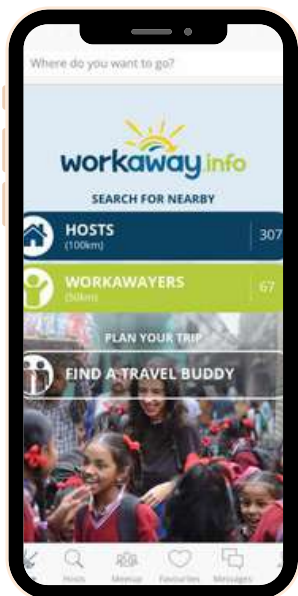 Where do you want to go?
workaway.info
SEARCH FOR NEARBY
HOSTS
(100km)
307
WORKAWAYERS
(50km)
67
PLAN YOUR TRIP
FIND A TRAVEL BUDDY
Hosts
Meetup
Favourites
Messages